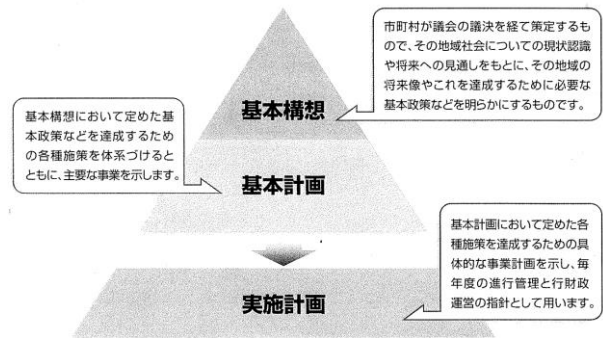 市町村が議会の議決を経て策定するも
ので、その地域社会についての現状認識
や将来への見通しをもとに、その地域の
将来像やこれを達成するために必要な
基本政策などを明らかにするものです。
基本構想
基本構想において定めた基
本政策などを達成するため
の各種施策を体系づけると
ともに、主要な事業を示します。
基本計画
基本計画において定めた各
種施策を達成するための具
体的な事業計画を示し、毎
年度の進行管理と行財政
運営の指針として用います。
実施計画